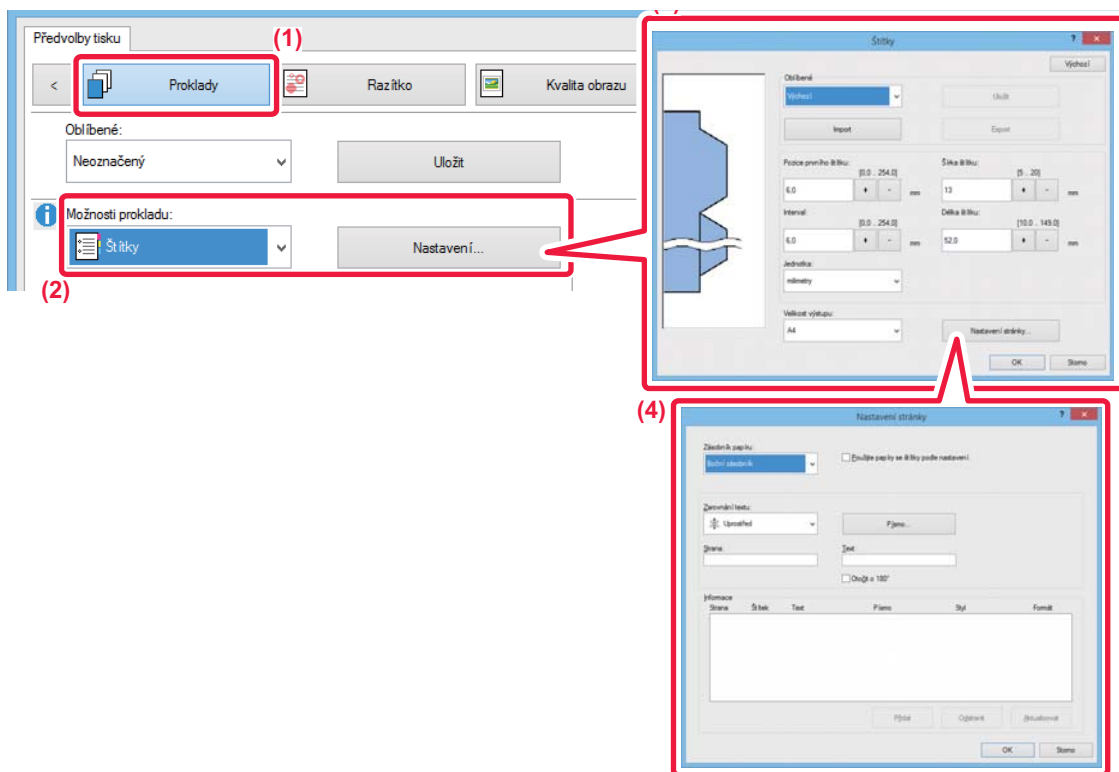 Předvolby tisku
(1)
<
Proklady
Razítko
Kvalita obrazu
Oblíbené:
Neoznačený
Uložit
Možnosti prokladu:
Štítky
Nastavení...
(2)
Štítky
?
Výchozí
Oblíbené
Výchozí
Uložit
Import
Export
Pozice prvního štítku:
Šířka štítku:
[0,0 .. 254,0]
[5 .. 20]
6,0
+ -
mm
13
+ -
mm
Interval:
Délka štítku:
[0,0 .. 254,0]
[10,0 .. 149,0]
6,0
+ -
mm
52,0
+ -
mm
Jednotka:
milimetry
Velikost výstupu:
A4
Nastavení stránky...
OK
Storno
(4)
Nastavení stránky
?
Zásobník papíru:
Boční zásobník
Použijte papíry se štítky podle nastavení.
Zarovnání textu:
Uprostřed
Písmo...
Strana:
Text:
Otočit o 180°
Informace
Strana Štítek Text Písmo Styl Formát
Přidat
Odstranit
Aktualizovat
OK
Storno